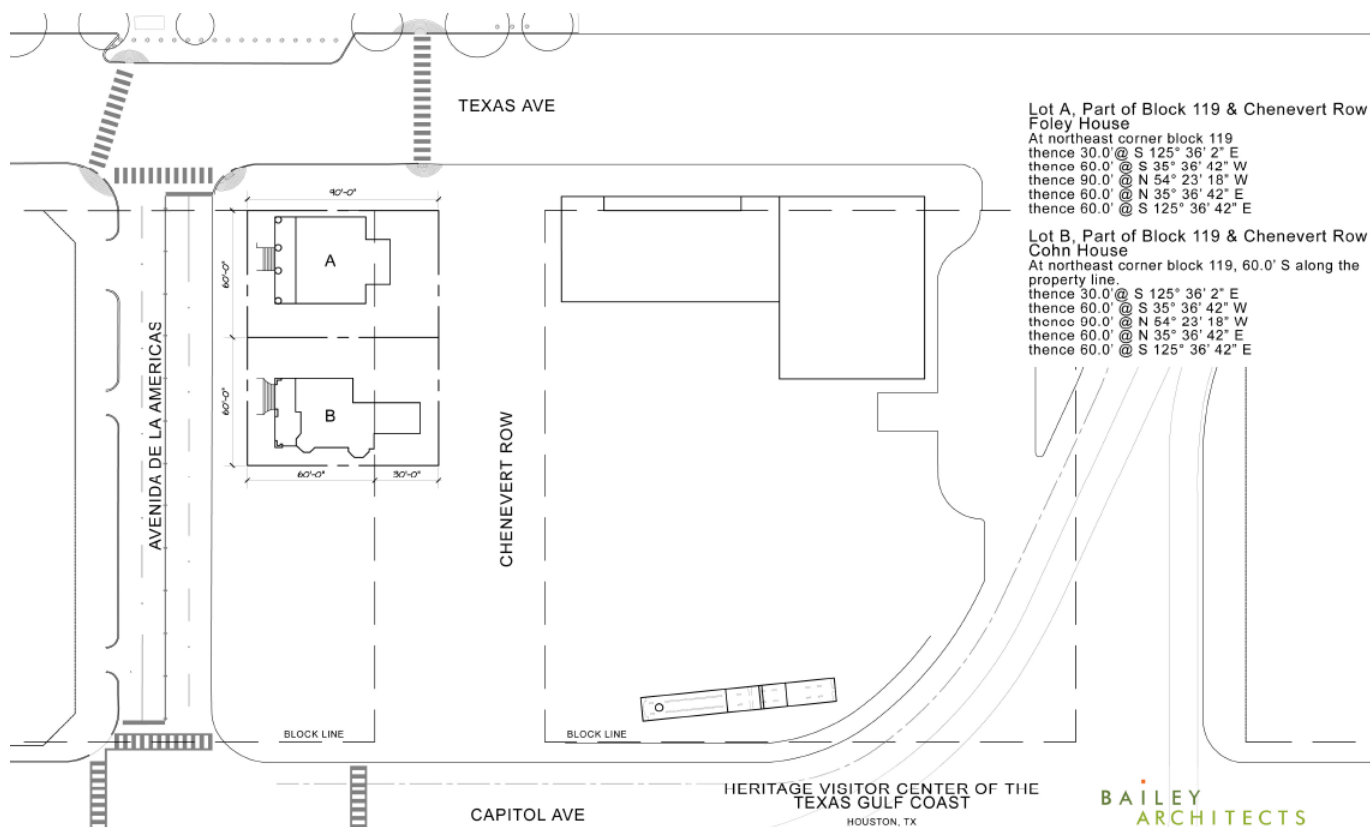 TEXAS AVE
Lot A, Part of Block 119 & Chenevert Row
Foley House
At northeast corner block 119
thence 30.0'@ S 125° 36' 2" E
thence 60.0' @ S 35° 36' 42" W
thence 90.0' @ N 54° 23' 18" W
thence 60.0' @ N 35° 36' 42" E
thence 60.0' @ S 125° 36' 42" E
Lot B, Part of Block 119 & Chenevert Row
Cohn House
At northeast corner block 119, 60.0' S along the
property line.
thence 30.0'@ S 125° 36' 2" E
thence 60.0' @ S 35° 36' 42" W
thence 90.0' @ N 54° 23' 18" W
thence 60.0' @ N 35° 36' 42" E
thence 60.0' @ S 125° 36' 42" E
90'-0"
60'-0"
A
60'-0"
B
60'-0"
30'-0"
AVENIDA DE LA AMERICAS
CHENEVERT ROW
BLOCK LINE
BLOCK LINE
CAPITOL AVE
HERITAGE VISITOR CENTER OF THE
TEXAS GULF COAST
HOUSTON, TX
BAILEY
ARCHITECTS